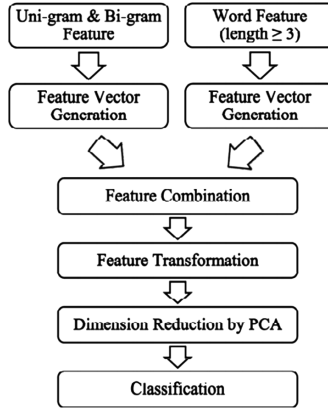 Uni-gram & Bi-gram
Feature
Word Feature
(length ≥ 3)
Feature Vector
Generation
Feature Vector
Generation
Feature Combination
Feature Transformation
Dimension Reduction by PCA
Classification